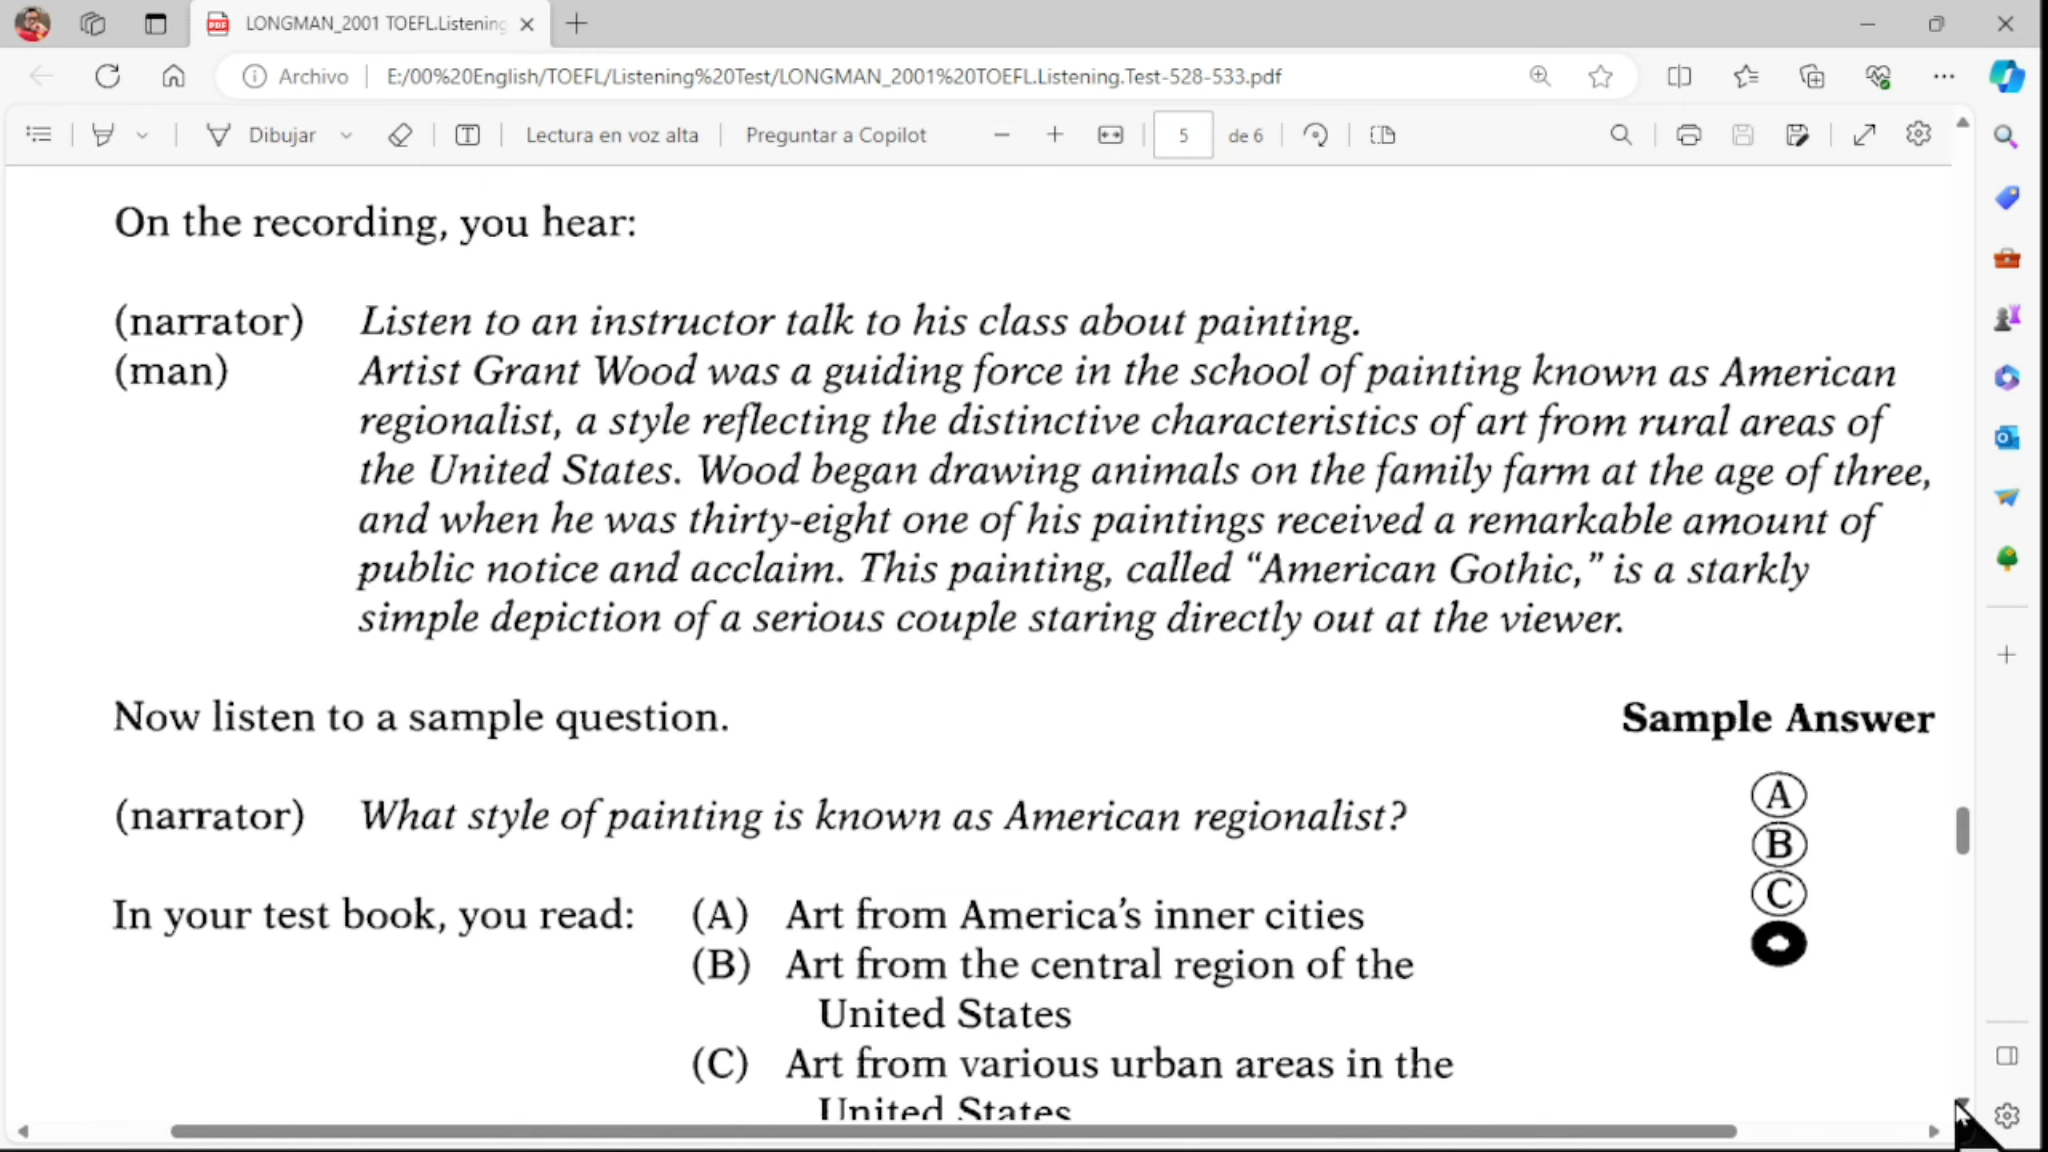 LONGMAN_2001 TOEFL.Listening
Archivo
E:/00%20English/TOEFL/Listening%20Test/LONGMAN_2001%20TOEFL.Listening.Test-528-533.pdf
Dibujar
Lectura en voz alta
Preguntar a Copilot
5 de 6
On the recording, you hear:
(narrator) Listen to an instructor talk to his class about painting.
(man) Artist Grant Wood was a guiding force in the school of painting known as American
regionalist, a style reflecting the distinctive characteristics of art from rural areas of
the United States. Wood began drawing animals on the family farm at the age of three,
and when he was thirty-eight one of his paintings received a remarkable amount of
public notice and acclaim. This painting, called “American Gothic,” is a starkly
simple depiction of a serious couple staring directly out at the viewer.
Now listen to a sample question.
Sample Answer
(narrator) What style of painting is known as American regionalist?
A
B
C
In your test book, you read: (A) Art from America’s inner cities
(B) Art from the central region of the
United States
(C) Art from various urban areas in the
United States